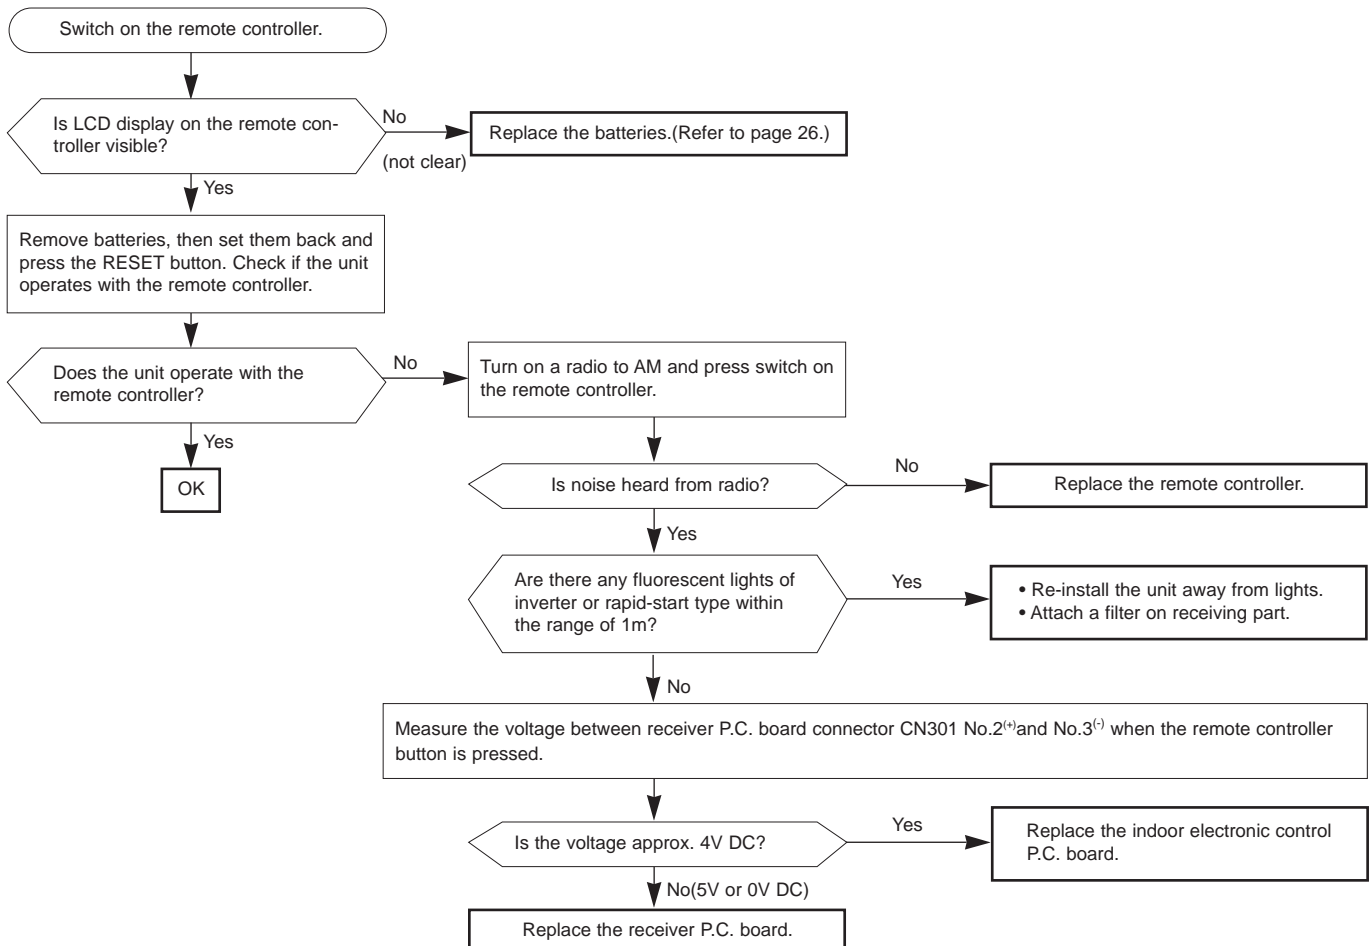 Switch on the remote controller.
Is LCD display on the remote con-
troller visible?
No
(not clear)
Replace the batteries.(Refer to page 26.)
Yes
Remove batteries, then set them back and
press the RESET button. Check if the unit
operates with the remote controller.
Does the unit operate with the
remote controller?
No
Turn on a radio to AM and press switch on
the remote controller.
Yes
OK
Is noise heard from radio?
No
Replace the remote controller.
Yes
Are there any fluorescent lights of
inverter or rapid-start type within
the range of 1m?
Yes
• Re-install the unit away from lights.
• Attach a filter on receiving part.
No
Measure the voltage between receiver P.C. board connector CN301 No.2(+)and No.3(-) when the remote controller
button is pressed.
Is the voltage approx. 4V DC?
Yes
Replace the indoor electronic control
P.C. board.
No(5V or 0V DC)
Replace the receiver P.C. board.